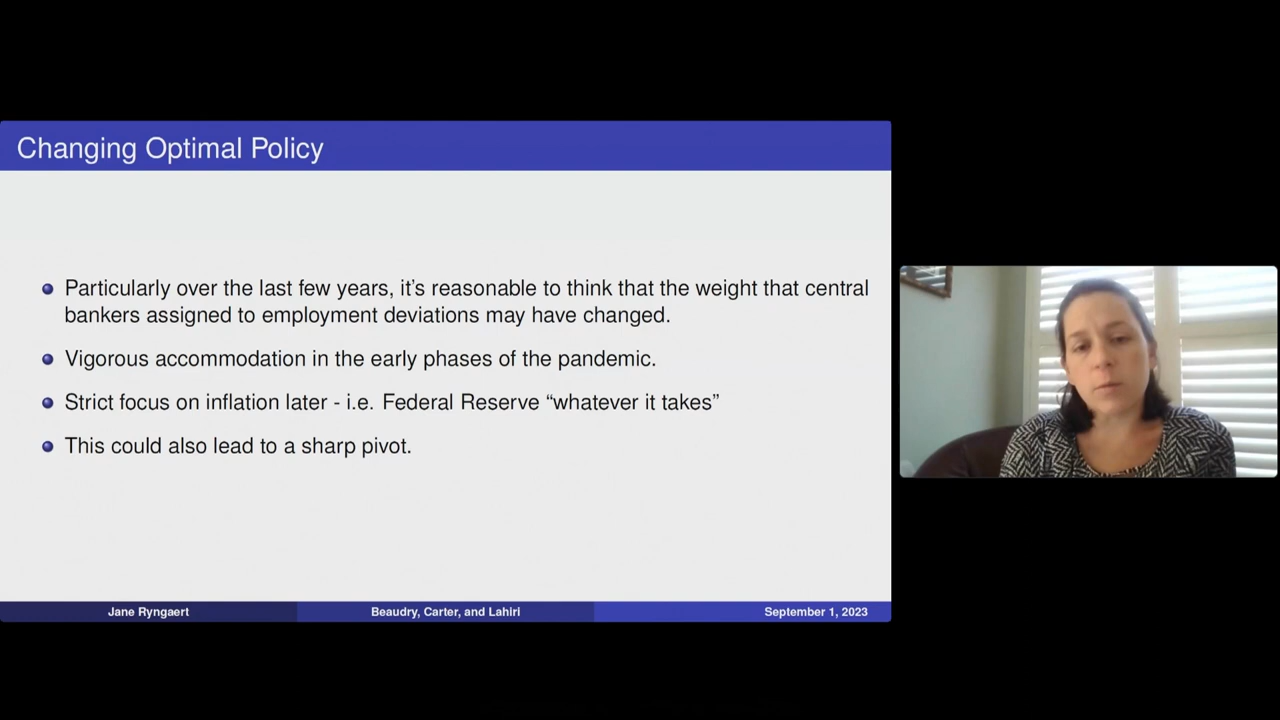 Changing Optimal Policy
Particularly over the last few years, it's reasonable to think that the weight that central
bankers assigned to employment deviations may have changed.
Vigorous accommodation in the early phases of the pandemic.
Strict focus on inflation later - i.e. Federal Reserve “whatever it takes”
This could also lead to a sharp pivot.
Jane Ryngaert
Beaudry, Carter, and Lahiri
September 1, 2023